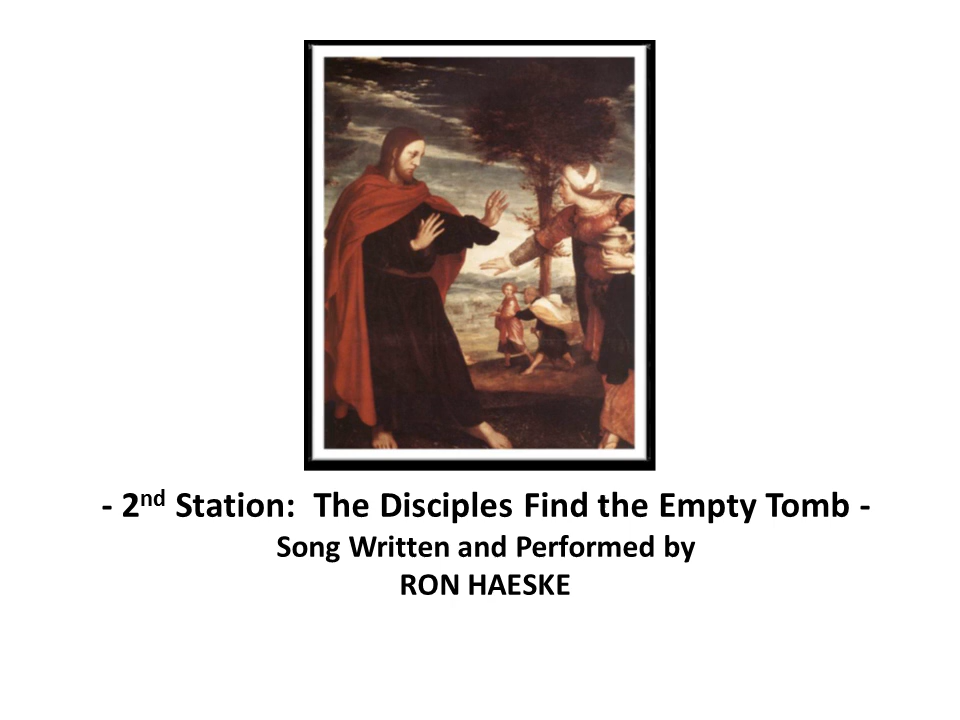 - 2nd Station:  The Disciples Find the Empty Tomb -
Song Written and Performed by
RON HAESKE